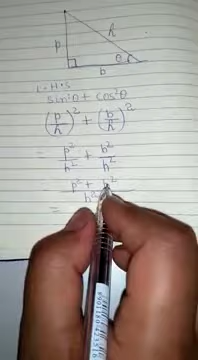 p
h
b
θ
L.H.S
sin²θ + cos²θ
(p/h)² + (b/h)²
= p²/h² + b²/h²
p² + b²/h²
=